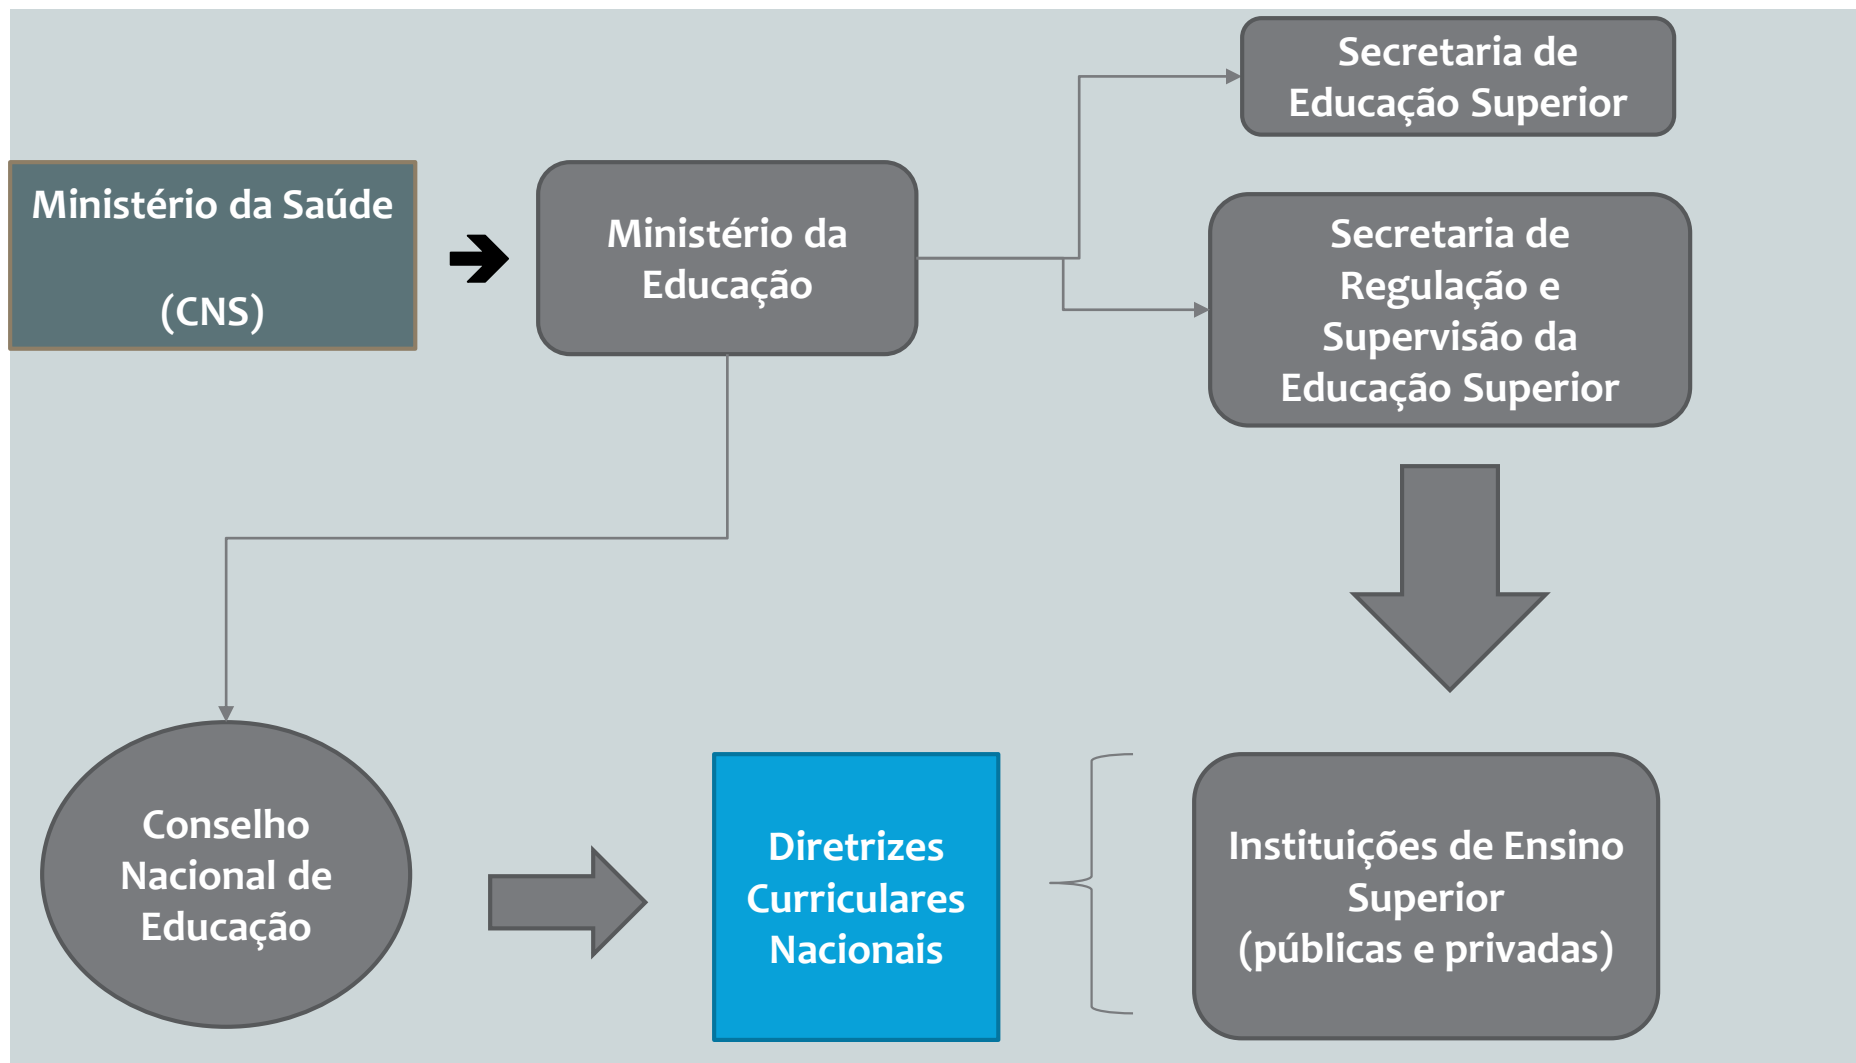 Secretaria de
Educação Superior
Ministério da Saúde
(CNS)
Ministério da
Educação
Secretaria de
Regulação e
Supervisão da
Educação Superior
Conselho
Nacional de
Educação
Diretrizes
Curriculares
Nacionais
Instituições de Ensino
Superior
(públicas e privadas)